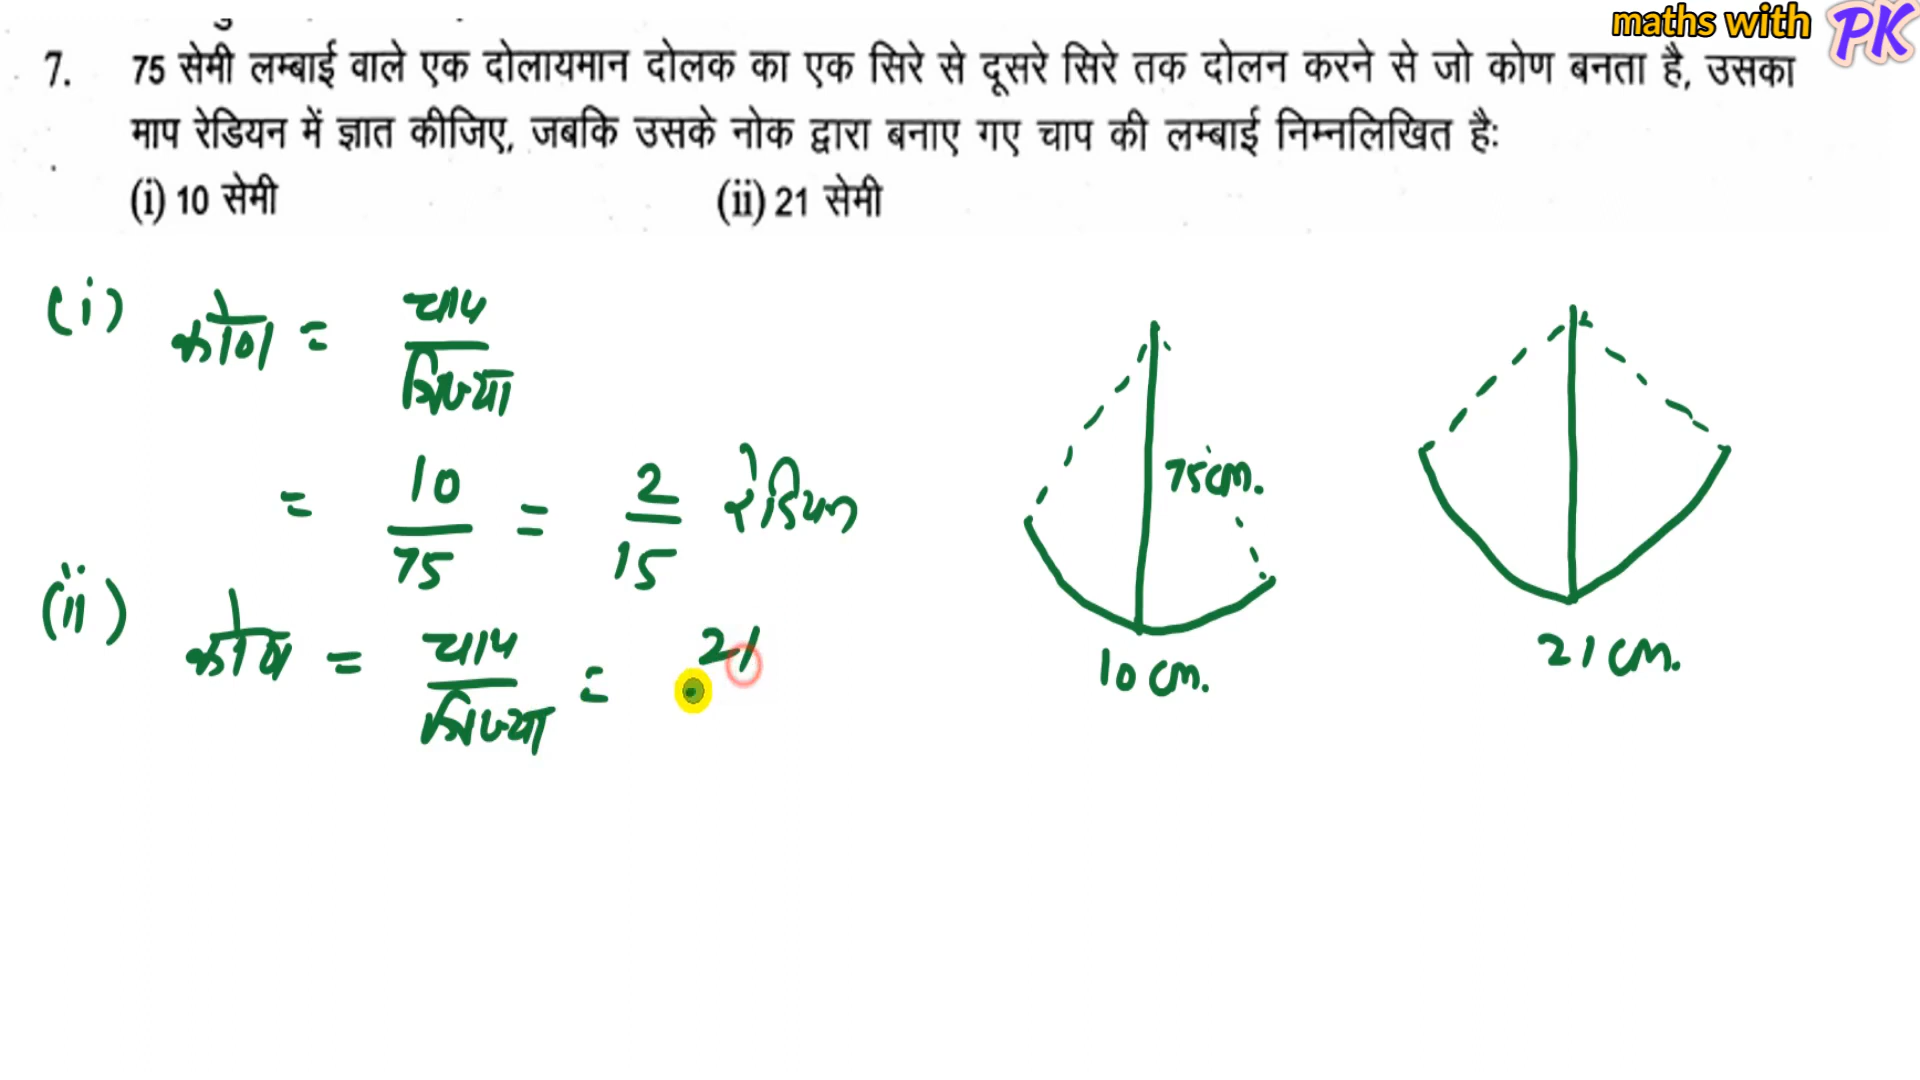 maths with PK
7. 75 सेमी लम्बाई वाले एक दोलायमान दोलक का एक सिरे से दूसरे सिरे तक दोलन करने से जो कोण बनता है, उसका
माप रेडियन में ज्ञात कीजिए, जबकि उसके नोक द्वारा बनाए गए चाप की लम्बाई निम्नलिखित हैः
(i) 10 सेमी (ii) 21 सेमी
(i) कोण = चाप / त्रिज्या
= 10 / 75 = 2 / 15 रेडियन
(ii) कोण = चाप / त्रिज्या = 21
75cm.
10 cm.
21 cm.